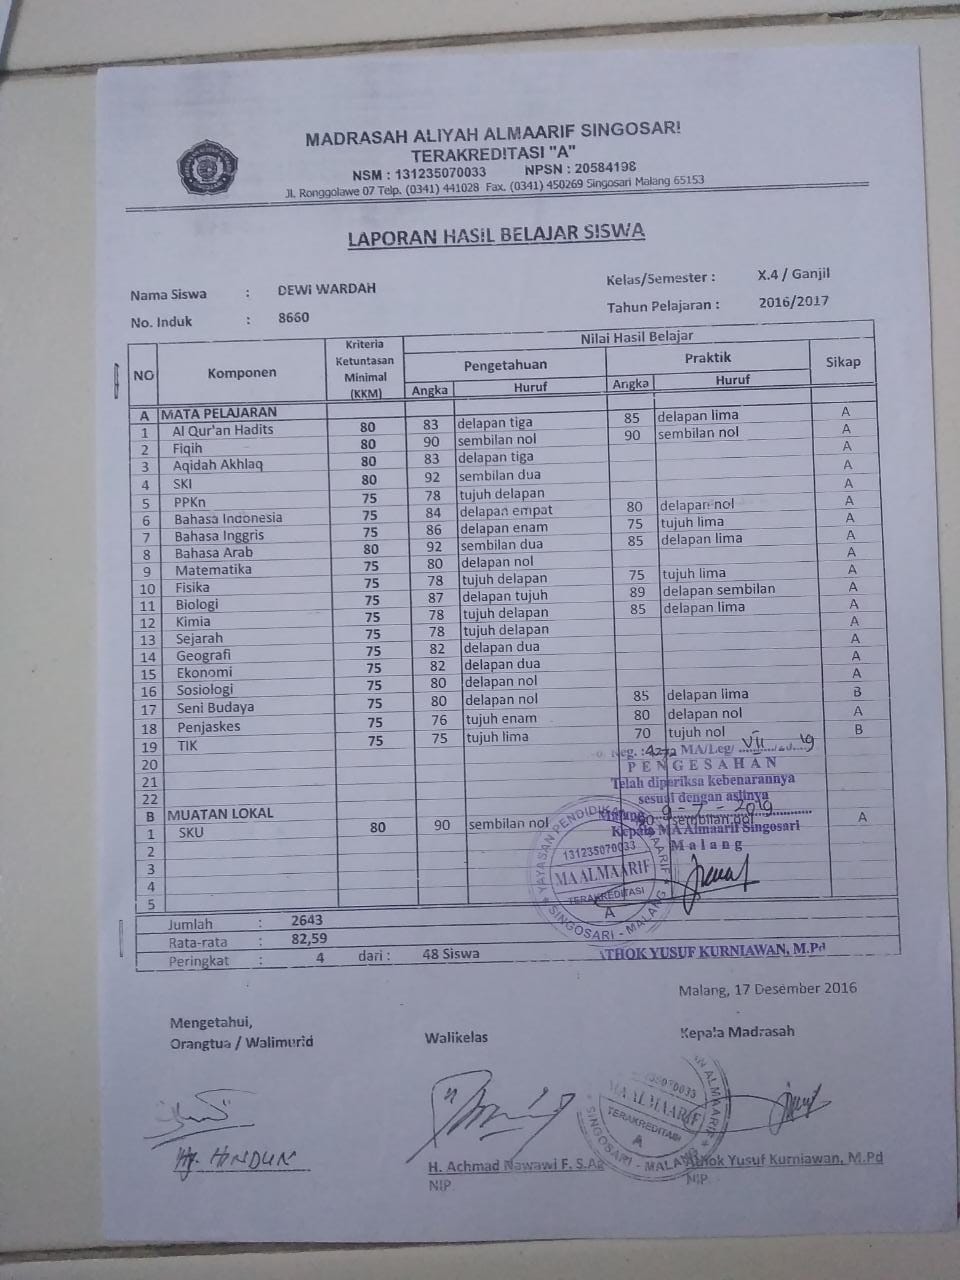 MADRASAH ALIYAH ALMAARIF SINGOSARI
TERAKREDITASI "A"
NSM : 131235070033 NPSN : 20584198
Jl. Ronggolawe 07 Telp. (0341) 441028 Fax. (0341) 450269 Singosari Malang 65153
LAPORAN HASIL BELAJAR SISWA
Nama Siswa : DEWI WARDAH Kelas/Semester : X.4 / Ganjil
No. Induk : 8660 Tahun Pelajaran : 2016/2017
NO Komponen Kriteria Ketuntasan Minimal (KKM) Nilai Hasil Belajar
Pengetahuan Praktik Sikap
Angka Huruf Angka Huruf
A MATA PELAJARAN
1 Al Qur'an Hadits 80 83 delapan tiga 85 delapan lima A
2 Fiqih 80 90 sembilan nol 90 sembilan nol A
3 Aqidah Akhlaq 80 83 delapan tiga A
4 SKI 80 92 sembilan dua A
5 PPKn 75 78 tujuh delapan A
6 Bahasa Indonesia 75 84 delapan empat 80 delapan nol A
7 Bahasa Inggris 75 86 delapan enam 75 tujuh lima A
8 Bahasa Arab 80 92 sembilan dua 85 delapan lima A
9 Matematika 75 80 delapan nol A
10 Fisika 75 78 tujuh delapan 75 tujuh lima A
11 Biologi 75 87 delapan tujuh 89 delapan sembilan A
12 Kimia 75 78 tujuh delapan 85 delapan lima A
13 Sejarah 75 78 tujuh delapan A
14 Geografi 75 82 delapan dua A
15 Ekonomi 75 82 delapan dua A
16 Sosiologi 75 80 delapan nol A
17 Seni Budaya 75 80 delapan nol 85 delapan lima B
18 Penjaskes 75 76 tujuh enam 80 delapan nol A
19 TIK 75 75 tujuh lima 70 tujuh nol B
20
21
22
B MUATAN LOKAL
1 SKU 80 90 sembilan nol 90 sembilan nol A
2
3
4
5
Neg. : MA/Leg/ VII 19
PENGESAHAN
Telah diperiksa kebenarannya
sesuai dengan aslinya
Malang, 9 - 7 - 2019
Kepala MA Almaarif Singosari
Malang
YAYASAN PENDIDIKAN ALMAARIF
131235070033
MA ALMAARIF
TERAKREDITASI
A
SINGOSARI - MALANG
ATHOK YUSUF KURNIAWAN, M.Pd
Jumlah : 2643
Rata-rata : 82,59
Peringkat : 4 dari : 48 Siswa
Malang, 17 Desember 2016
Mengetahui,
Orangtua / Walimurid Walikelas Kepala Madrasah
MA ALMAARIF
TERAKREDITASI
A
SINGOSARI - MALANG
H. Achmad Nawawi F. S.Ag Athok Yusuf Kurniawan, M.Pd
NIP. NIP.